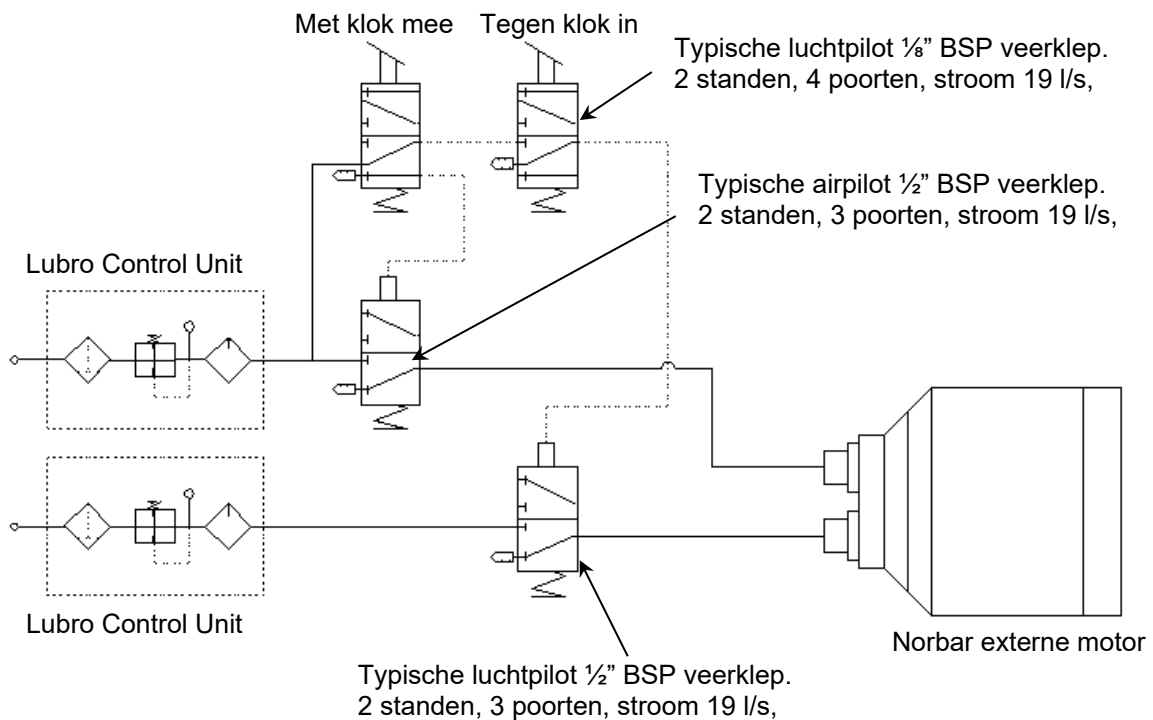 Met klok mee
Tegen klok in
Typische luchtpilot ⅛” BSP veerklep.
2 standen, 4 poorten, stroom 19 l/s,
Typische airpilot ½” BSP veerklep.
2 standen, 3 poorten, stroom 19 l/s,
Lubro Control Unit
Lubro Control Unit
Norbar externe motor
Typische luchtpilot ½” BSP veerklep.
2 standen, 3 poorten, stroom 19 l/s,